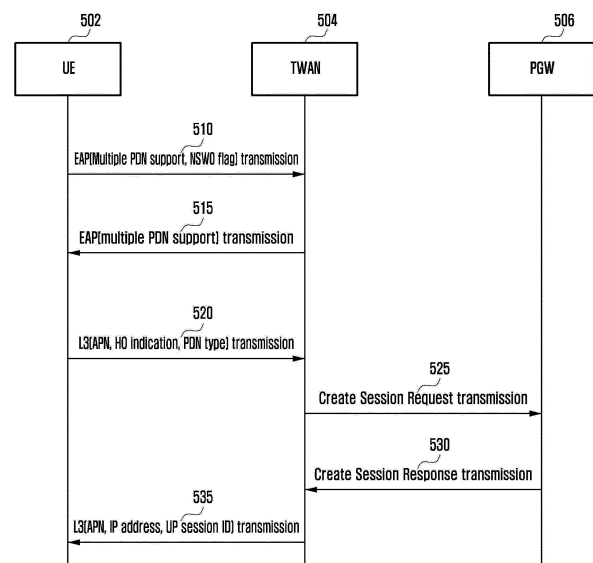 502
504
506
UE
TWAN
PGW
510
EAP(Multiple PDN support, NSWO flag) transmission
515
EAP(multiple PDN support) transmission
520
L3(APN, HO indication, PDN type) transmission
525
Create Session Request transmission
530
Create Session Response transmission
535
L3(APN, IP address, UP session ID) transmission